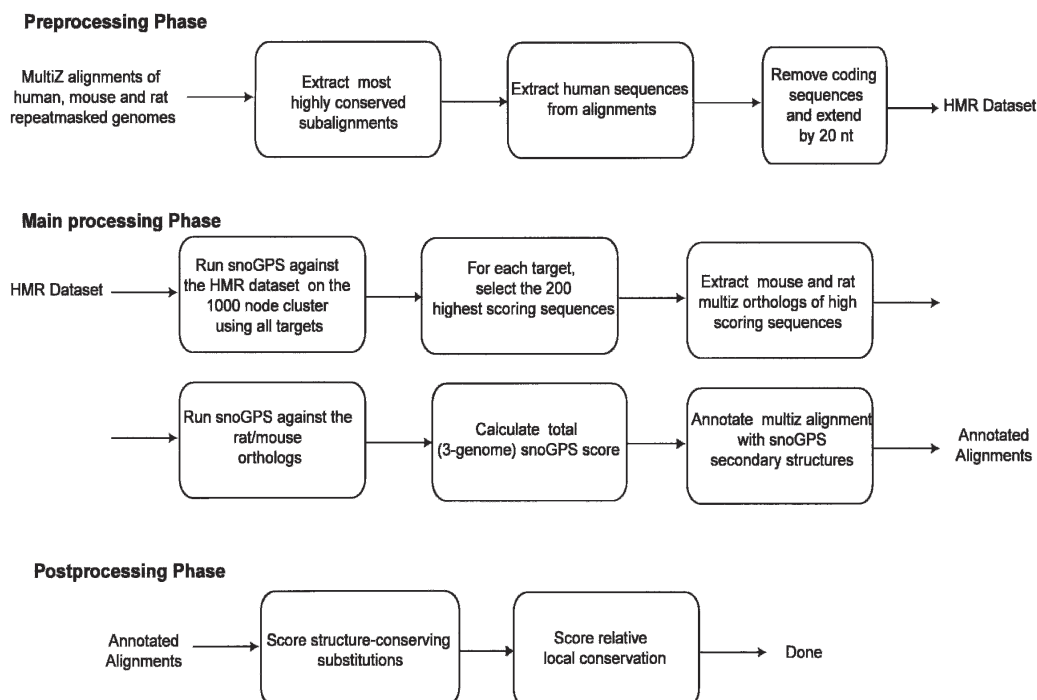 Preprocessing Phase
MultiZ alignments of
human, mouse and rat
repeatmasked genomes
Extract most
highly conserved
subalignments
Extract human sequences
from alignments
Remove coding
sequences
and extend
by 20 nt
HMR Dataset
Main processing Phase
HMR Dataset
Run snoGPS against
the HMR dataset on the
1000 node cluster
using all targets
For each target,
select the 200
highest scoring sequences
Extract mouse and rat
multiz orthologs of high
scoring sequences
Run snoGPS against the
rat/mouse
orthologs
Calculate total
(3-genome) snoGPS score
Annotate multiz alignment
with snoGPS
secondary structures
Annotated
Alignments
Postprocessing Phase
Annotated
Alignments
Score structure-conserving
substitutions
Score relative
local conservation
Done